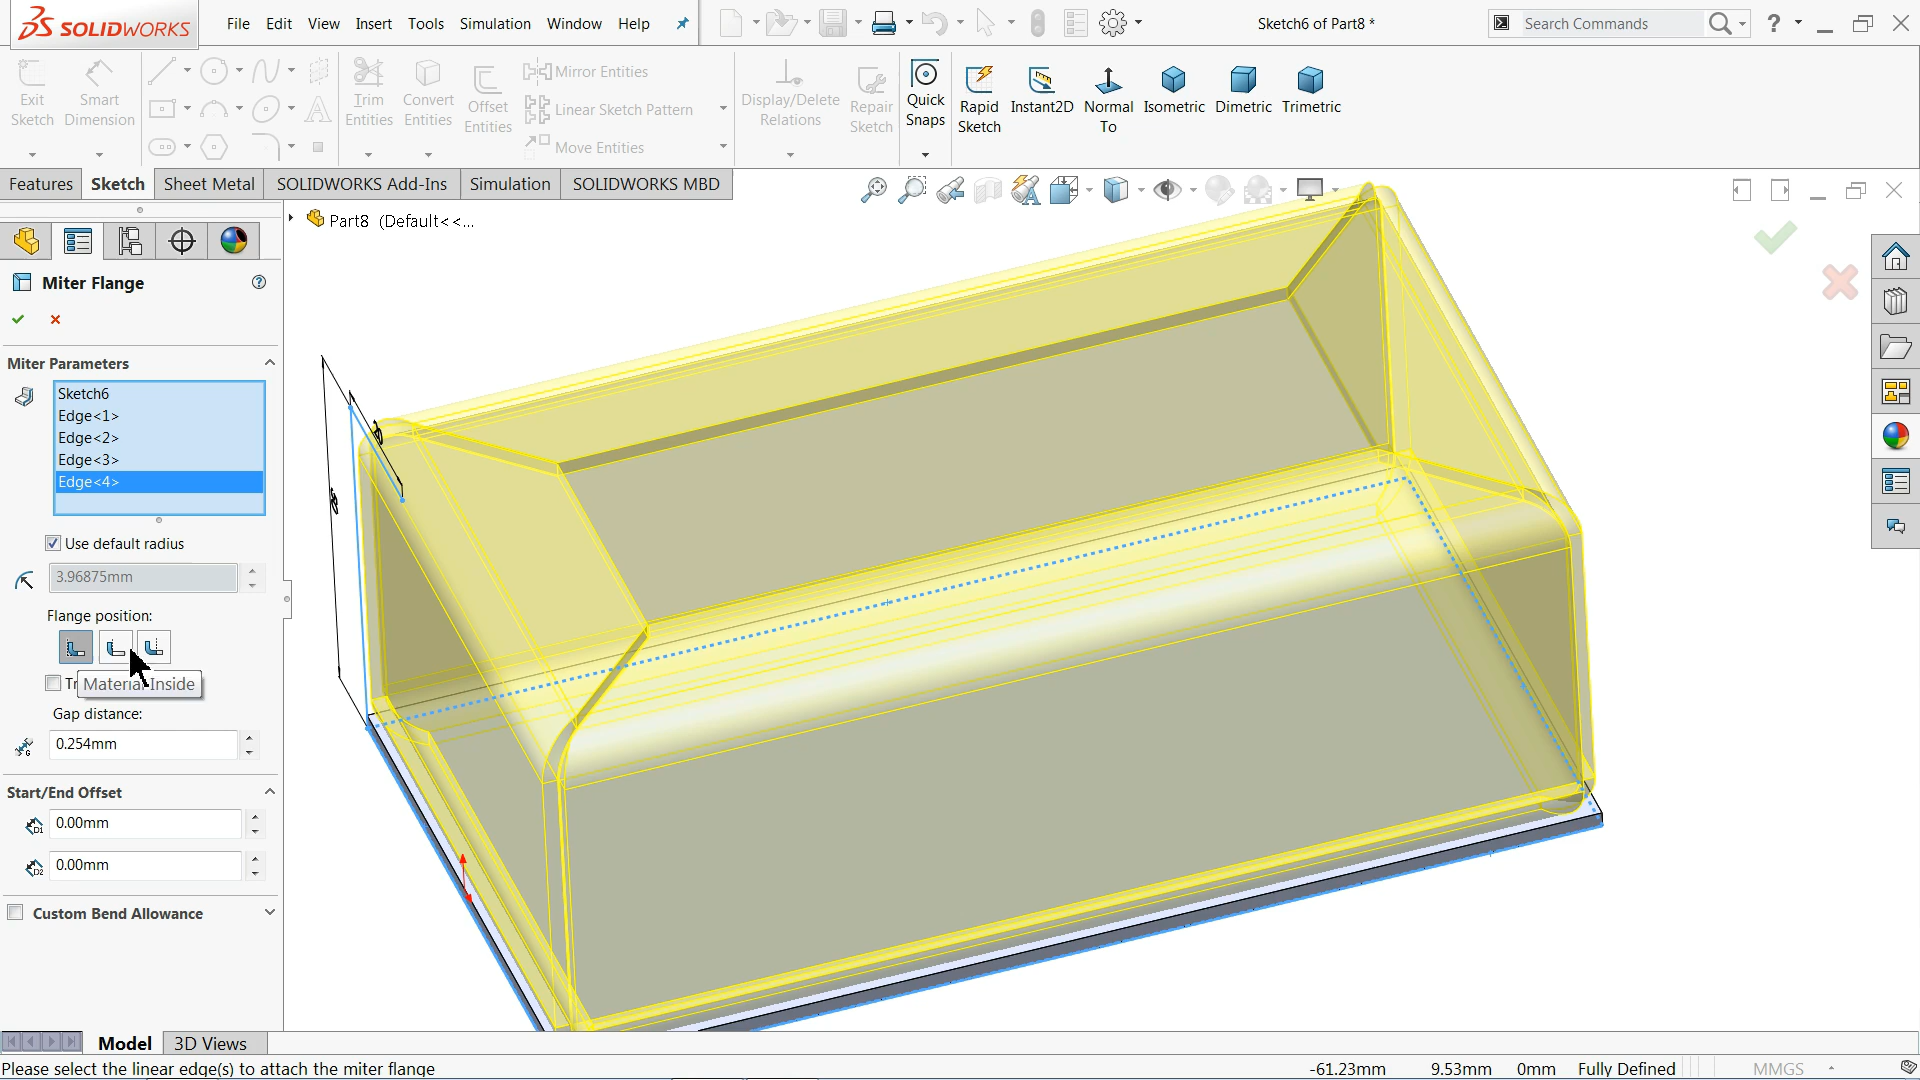 SOLIDWORKS
File Edit View Insert Tools Simulation Window Help
Sketch6 of Part8 *
Search Commands
?
Exit Sketch
Smart Dimension
Trim Entities
Convert Entities
Offset Entities
Mirror Entities
Linear Sketch Pattern
Move Entities
Display/Delete Relations
Repair Sketch
Quick Snaps
Rapid Sketch
Instant2D
Normal To
Isometric
Dimetric
Trimetric
Features Sketch Sheet Metal SOLIDWORKS Add-Ins Simulation SOLIDWORKS MBD
Part8 (Default<<...
Miter Flange
Miter Parameters
Sketch6
Edge<1>
Edge<2>
Edge<3>
Edge<4>
Use default radius
3.96875mm
Flange position:
Tr
Material Inside
Gap distance:
0.254mm
Start/End Offset
0.00mm
0.00mm
Custom Bend Allowance
Model 3D Views
Please select the linear edge(s) to attach the miter flange
-61.23mm 9.53mm 0mm Fully Defined MMGS